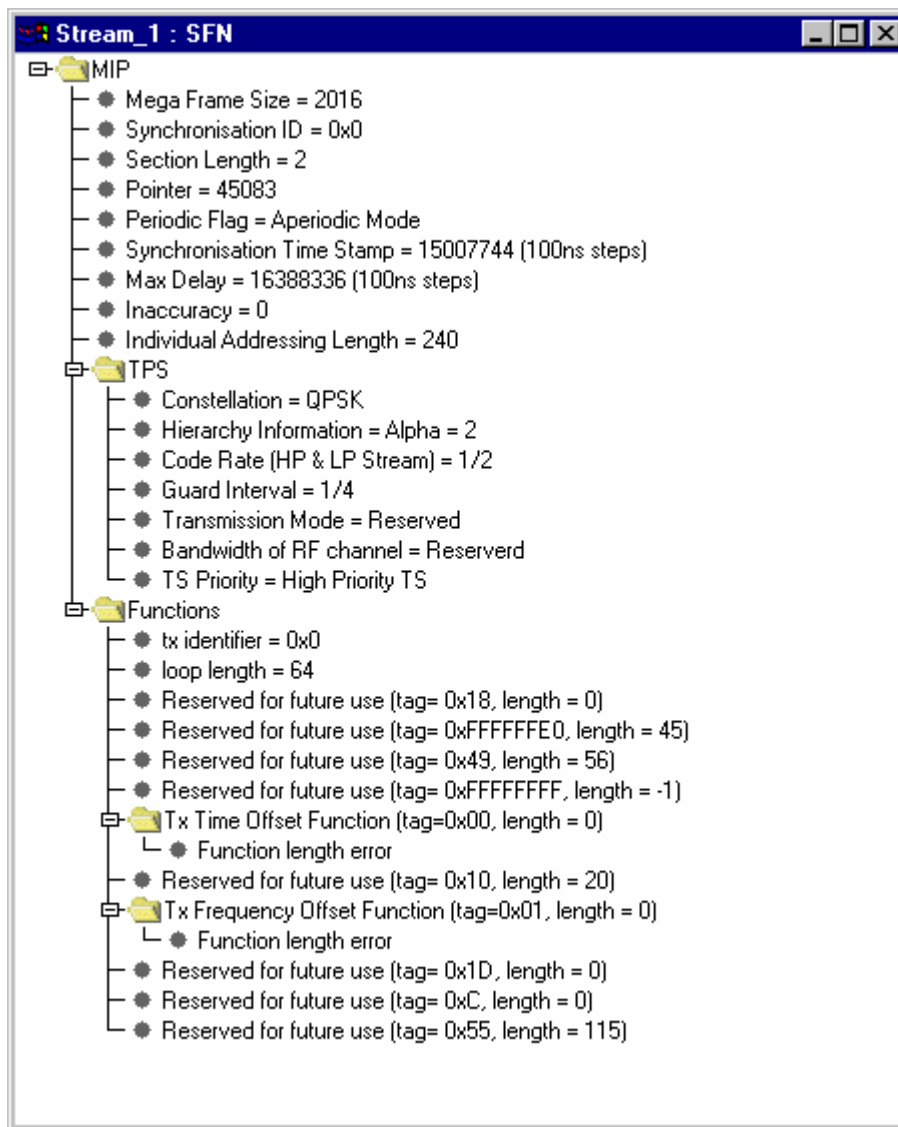 Stream_1 : SFN
MIP
Mega Frame Size = 2016
Synchronisation ID = 0x0
Section Length = 2
Pointer = 45083
Periodic Flag = Aperiodic Mode
Synchronisation Time Stamp = 15007744 (100ns steps)
Max Delay = 16388336 (100ns steps)
Inaccuracy = 0
Individual Addressing Length = 240
TPS
Constellation = QPSK
Hierarchy Information = Alpha = 2
Code Rate (HP & LP Stream) = 1/2
Guard Interval = 1/4
Transmission Mode = Reserved
Bandwidth of RF channel = Reserverd
TS Priority = High Priority TS
Functions
tx identifier = 0x0
loop length = 64
Reserved for future use (tag= 0x18, length = 0)
Reserved for future use (tag= 0xFFFFFFE0, length = 45)
Reserved for future use (tag= 0x49, length = 56)
Reserved for future use (tag= 0xFFFFFFFF, length = -1)
Tx Time Offset Function (tag=0x00, length = 0)
Function length error
Reserved for future use (tag= 0x10, length = 20)
Tx Frequency Offset Function (tag=0x01, length = 0)
Function length error
Reserved for future use (tag= 0x1D, length = 0)
Reserved for future use (tag= 0xC, length = 0)
Reserved for future use (tag= 0x55, length = 115)